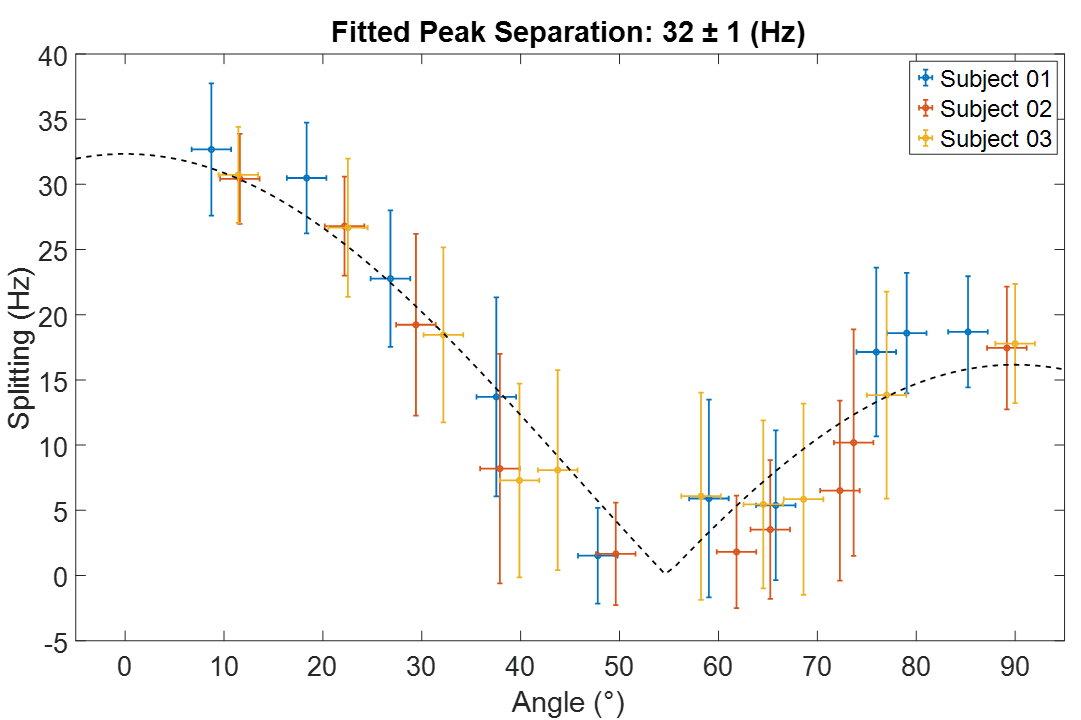 Fitted Peak Separation: 32 ± 1 (Hz)
40
35
30
25
20
15
10
5
0
-5
Splitting (Hz)
Subject 01
Subject 02
Subject 03
0 10 20 30 40 50 60 70 80 90
Angle (°)